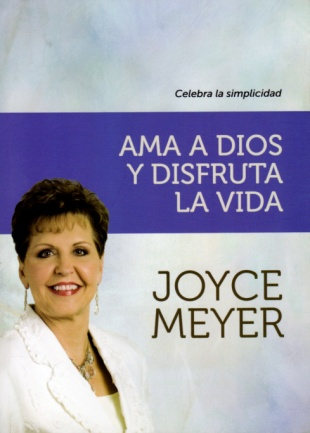 Celebra la simplicidad
AMA A DIOS
Y DISFRUTA
LA VIDA
JOYCE
MEYER